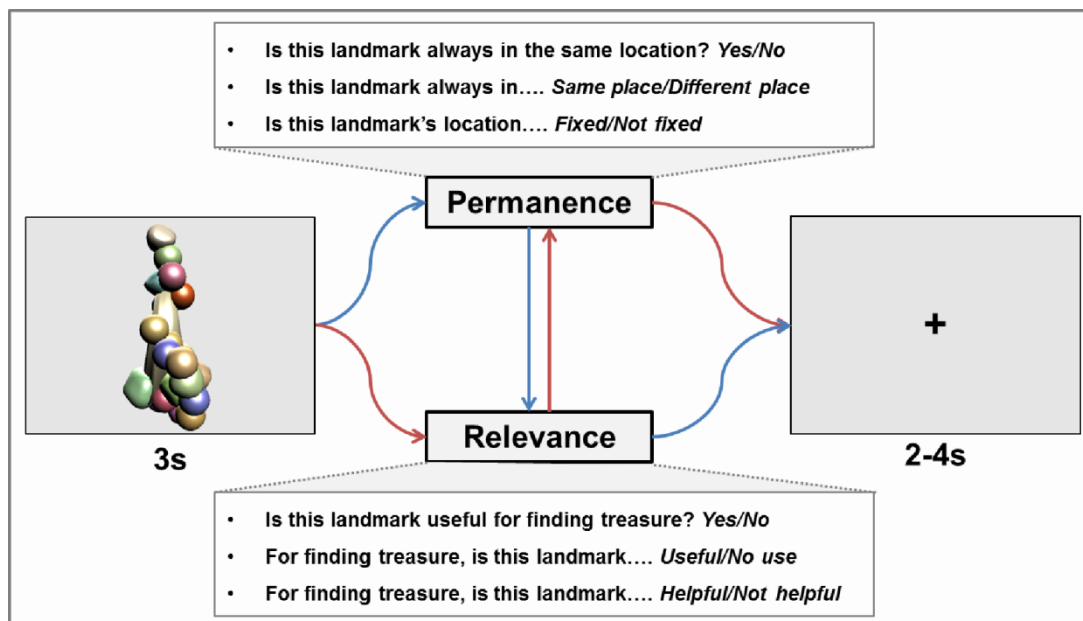 • Is this landmark always in the same location? Yes/No
• Is this landmark always in.... Same place/Different place
• Is this landmark's location.... Fixed/Not fixed
Permanence
+
3s
Relevance
2-4s
• Is this landmark useful for finding treasure? Yes/No
• For finding treasure, is this landmark.... Useful/No use
• For finding treasure, is this landmark.... Helpful/Not helpful